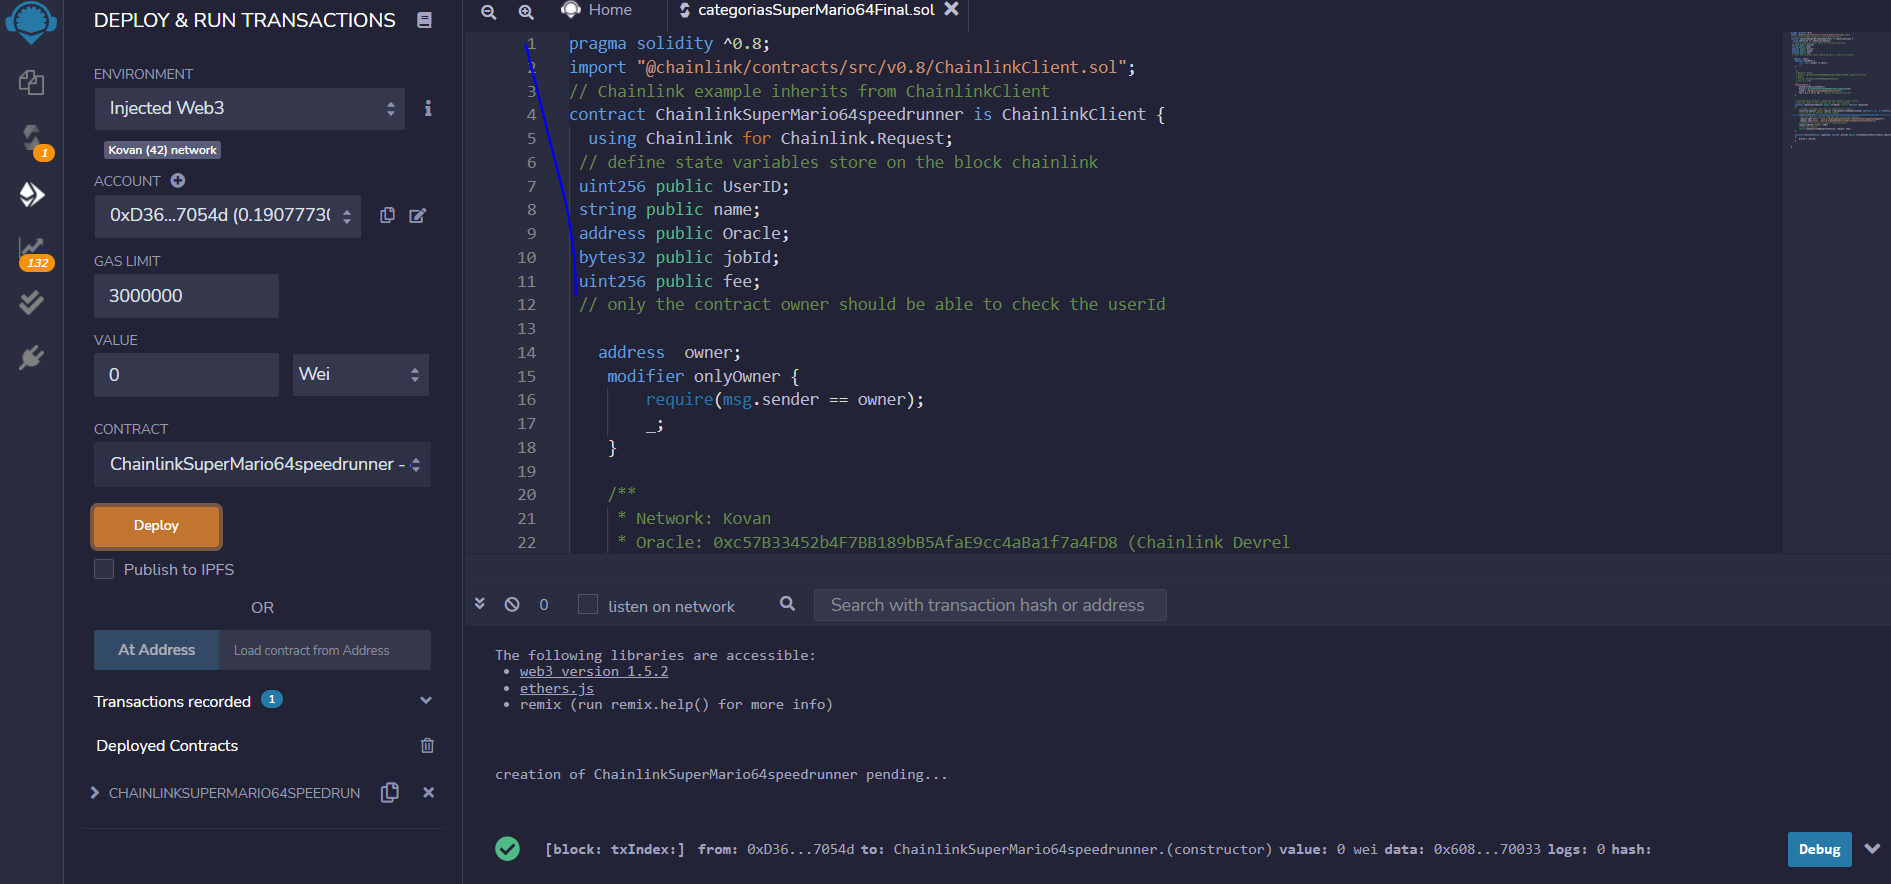 DEPLOY & RUN TRANSACTIONS
ENVIRONMENT
Injected Web3
Kovan (42) network
ACCOUNT
0xD36...7054d (0.1907773(
GAS LIMIT
3000000
VALUE
0
Wei
CONTRACT
ChainlinkSuperMario64speedrunner -
Deploy
Publish to IPFS
OR
At Address
Load contract from Address
Transactions recorded 1
Deployed Contracts
CHAINLINKSUPERMARIO64SPEEDRUN
1
132
Home
categoriasSuperMario64Final.sol
1 pragma solidity ^0.8;
2 import "@chainlink/contracts/src/v0.8/ChainlinkClient.sol";
3 // Chainlink example inherits from ChainlinkClient
4 contract ChainlinkSuperMario64speedrunner is ChainlinkClient {
5 using Chainlink for Chainlink.Request;
6 // define state variables store on the block chainlink
7 uint256 public UserID;
8 string public name;
9 address public Oracle;
10 bytes32 public jobId;
11 uint256 public fee;
12 // only the contract owner should be able to check the userId
13
14 address  owner;
15 modifier onlyOwner {
16 require(msg.sender == owner);
17 _;
18 }
19
20 /**
21 * Network: Kovan
22 * Oracle: 0xc57B33452b4F7BB189bB5AfaE9cc4aBa1f7a4FD8 (Chainlink Devrel
0
listen on network
Search with transaction hash or address
The following libraries are accessible:
• web3 version 1.5.2
• ethers.js
• remix (run remix.help() for more info)
creation of ChainlinkSuperMario64speedrunner pending...
[block: txIndex:] from: 0xD36...7054d to: ChainlinkSuperMario64speedrunner.(constructor) value: 0 wei data: 0x608...70033 logs: 0 hash:
Debug